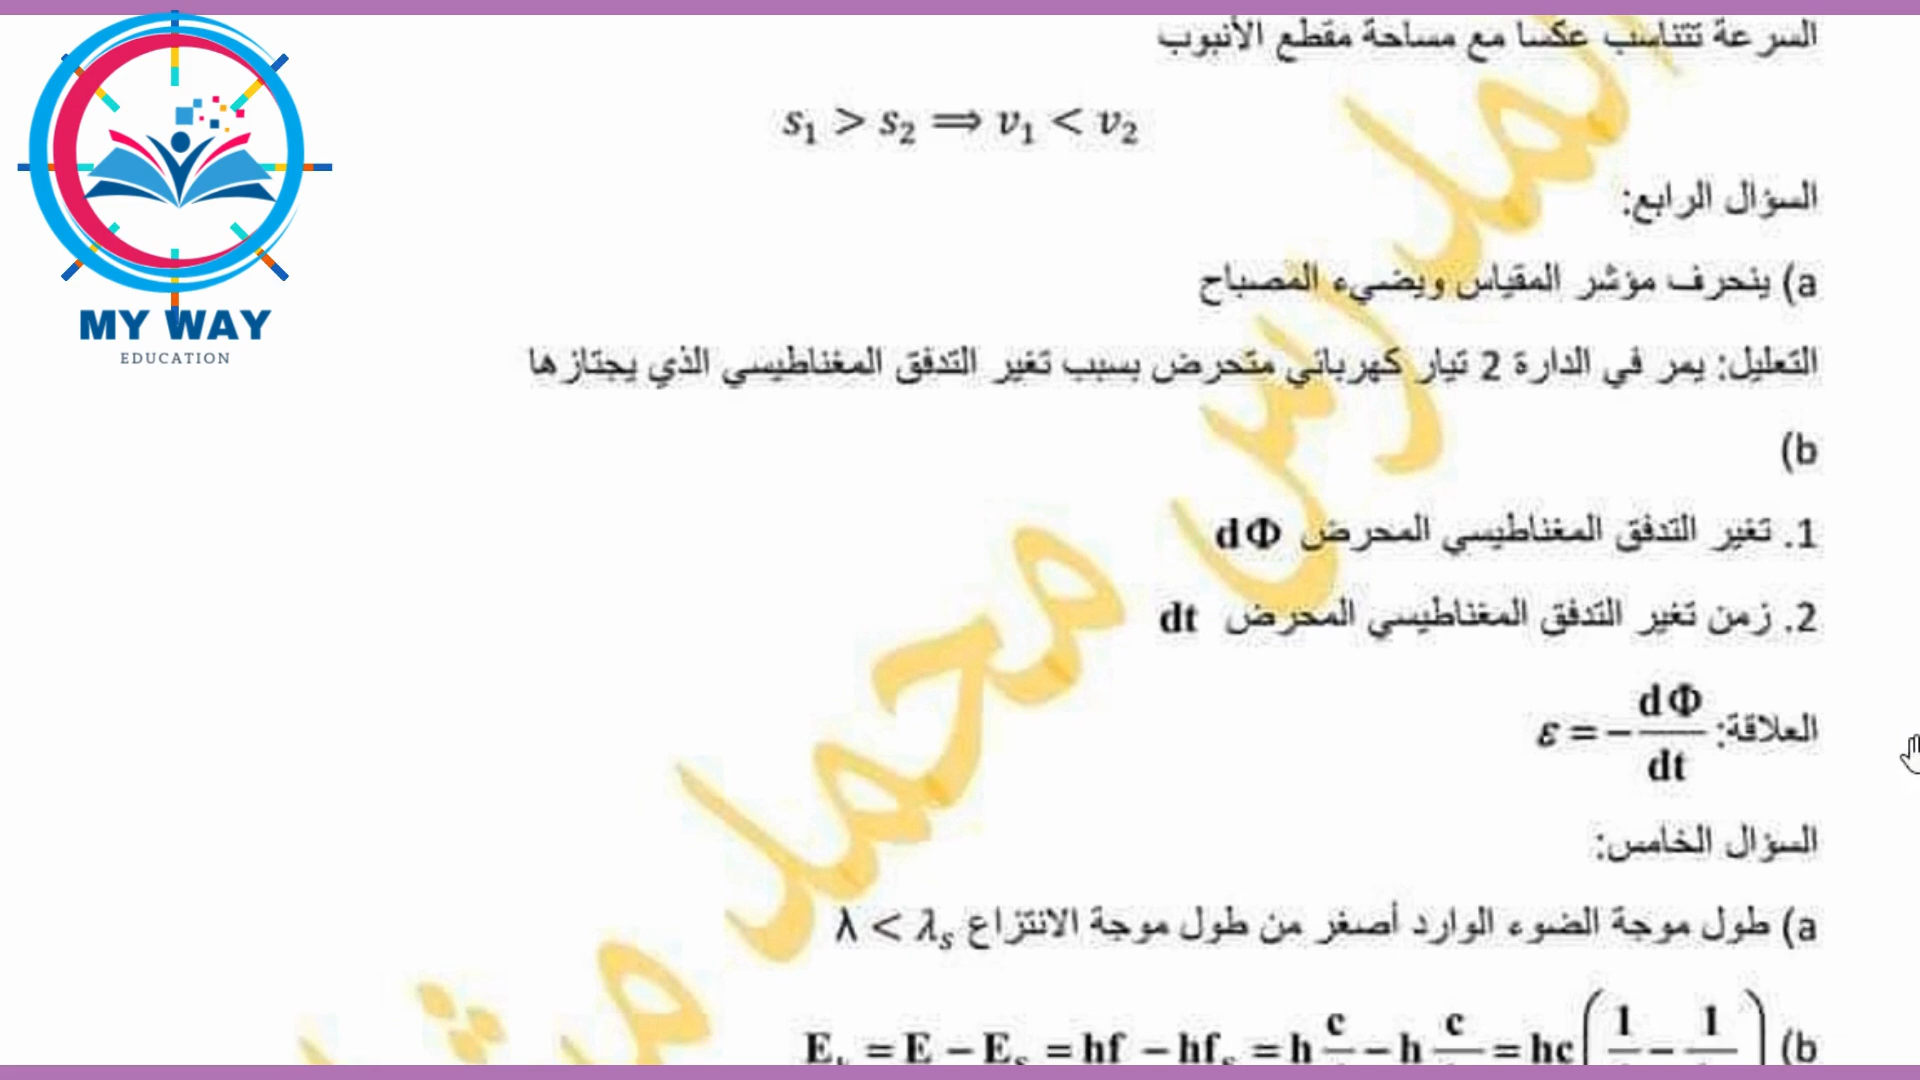 MY WAY
EDUCATION
السرعة تتناسب عكسا مع مساحة مقطع الأنبوب
s₁ > s₂ ⟹ v₁ < v₂
السؤال الرابع:
a) ينحرف مؤشر المقياس ويضيء المصباح
التعليل: يمر في الدارة 2 تيار كهربائي متحرض بسبب تغير التدفق المغناطيسي الذي يجتازها
b)
1. تغير التدفق المغناطيسي المحرض dΦ
2. زمن تغير التدفق المغناطيسي المحرض dt
العلاقة: ε = − dΦ/dt
السؤال الخامس:
a) طول موجة الضوء الوارد أصغر من طول موجة الانتزاع λ < λₛ